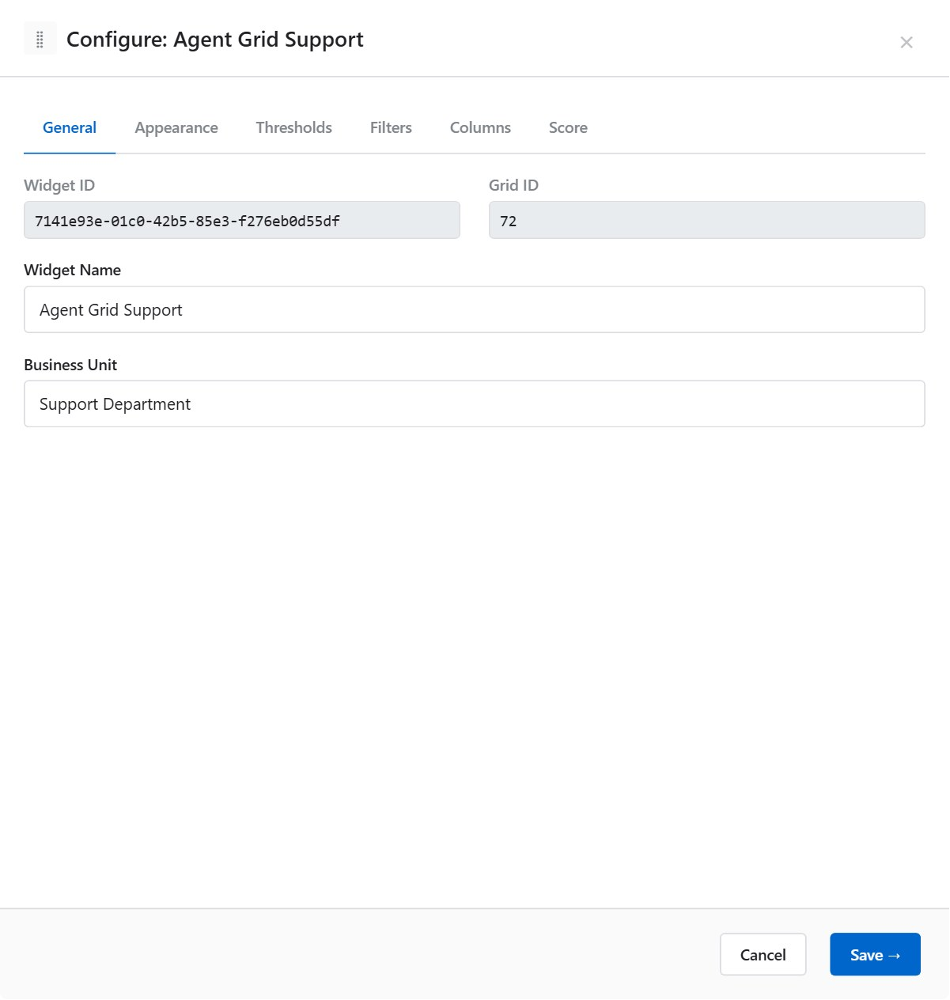 Configure: Agent Grid Support
×
General Appearance Thresholds Filters Columns Score
Widget ID Grid ID
7141e93e-01c0-42b5-85e3-f276eb0d55df 72
Widget Name
Agent Grid Support
Business Unit
Support Department
Cancel Save →